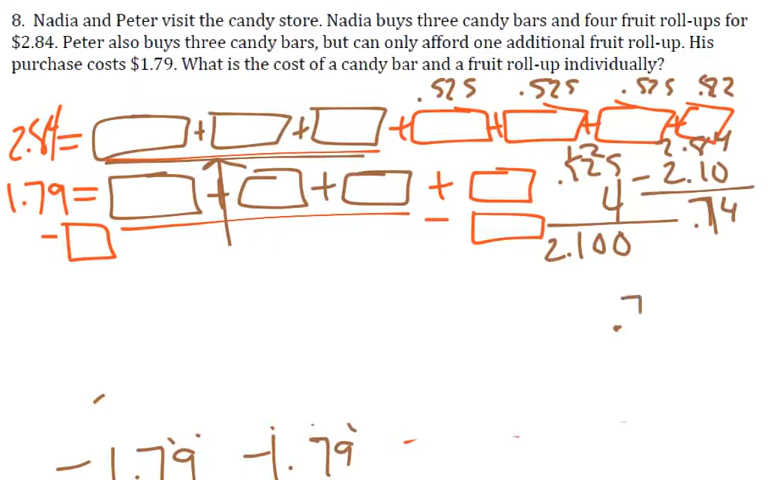 8. Nadia and Peter visit the candy store. Nadia buys three candy bars and four fruit roll-ups for
$2.84. Peter also buys three candy bars, but can only afford one additional fruit roll-up. His
purchase costs $1.79. What is the cost of a candy bar and a fruit roll-up individually?
.525 .525 .525
2.84 = + + + + + +
2.84
.525 - 2.10
4 .74
2.100
1.79 = + + +
- -
.7
- 1.79 -1.79 -